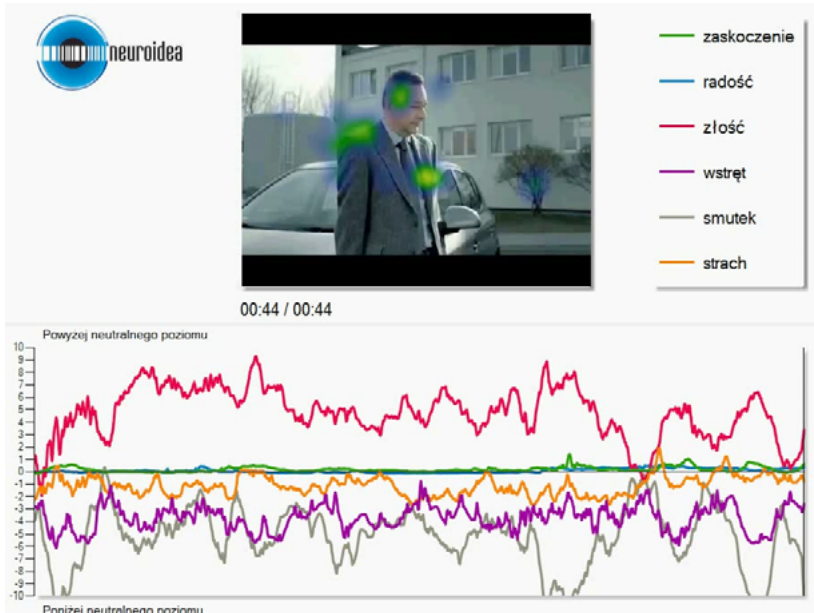 neuroidea
zaskoczenie
radość
złość
wstręt
smutek
strach
00:44 / 00:44
Powyżej neutralnego poziomu
10
9
8
7
6
5
4
3
2
1
0
-1
-2
-3
-4
-5
-6
-7
-8
-9
-10
Poniżej neutralnego poziomu